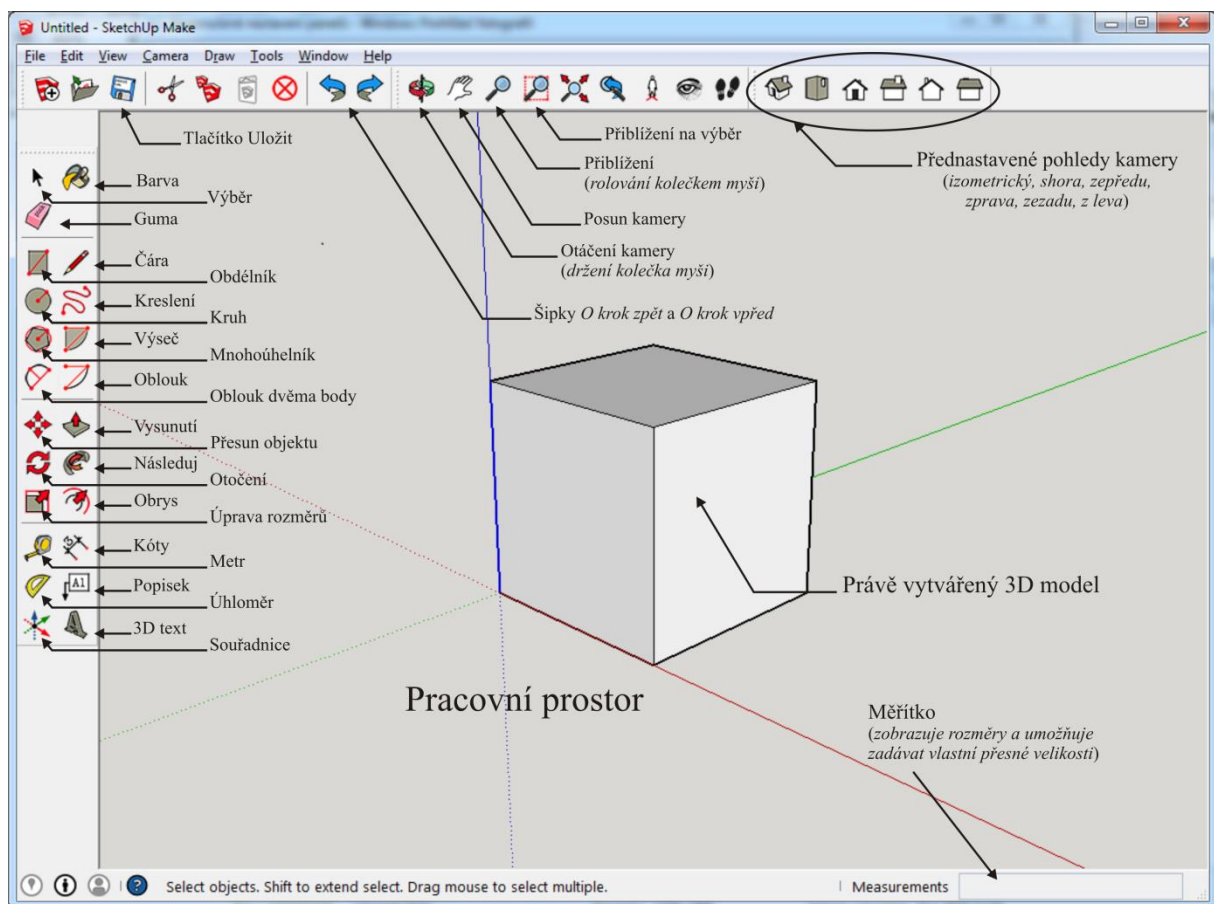 Untitled - SketchUp Make
File Edit View Camera Draw Tools Window Help
Tlačítko Uložit
Přiblížení na výběr
Přiblížení
(rolování kolečkem myši)
Přednastavené pohledy kamery
(izometrický, shora, zepředu,
zprava, zezadu, z leva)
Posun kamery
Otáčení kamery
(držení kolečka myši)
Šipky O krok zpět a O krok vpřed
Barva
Výběr
Guma
Čára
Obdélník
Kreslení
Kruh
Výseč
Mnohoúhelník
Oblouk
Oblouk dvěma body
Vysunutí
Přesun objektu
Následuj
Otočení
Obrys
Úprava rozměrů
Kóty
Metr
A1
Popisek
Úhloměr
3D text
Souřadnice
Právě vytvářený 3D model
Pracovní prostor
Měřítko
(zobrazuje rozměry a umožňuje
zadávat vlastní přesné velikosti)
Select objects. Shift to extend select. Drag mouse to select multiple.
Measurements